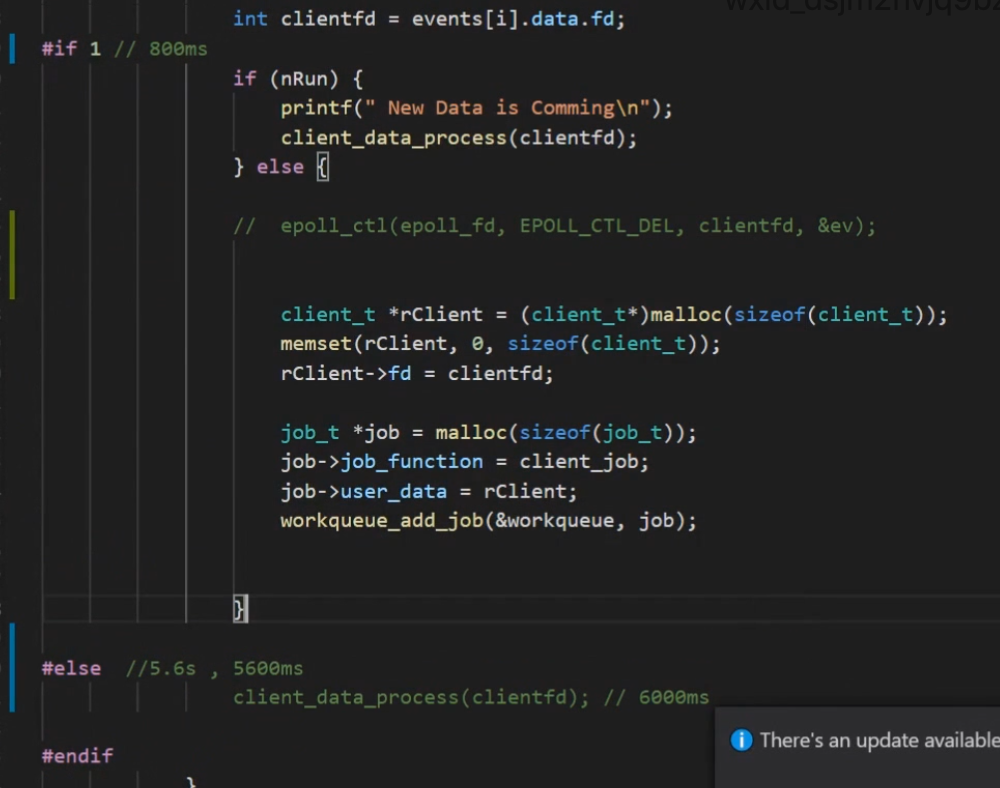 int clientfd = events[i].data.fd;
#if 1 // 800ms
if (nRun) {
printf(" New Data is Comming\n");
client_data_process(clientfd);
} else {
//  epoll_ctl(epoll_fd, EPOLL_CTL_DEL, clientfd, &ev);
client_t *rClient = (client_t*)malloc(sizeof(client_t));
memset(rClient, 0, sizeof(client_t));
rClient->fd = clientfd;
job_t *job = malloc(sizeof(job_t));
job->job_function = client_job;
job->user_data = rClient;
workqueue_add_job(&workqueue, job);
}
#else  //5.6s , 5600ms
client_data_process(clientfd); // 6000ms
There's an update available
#endif
}